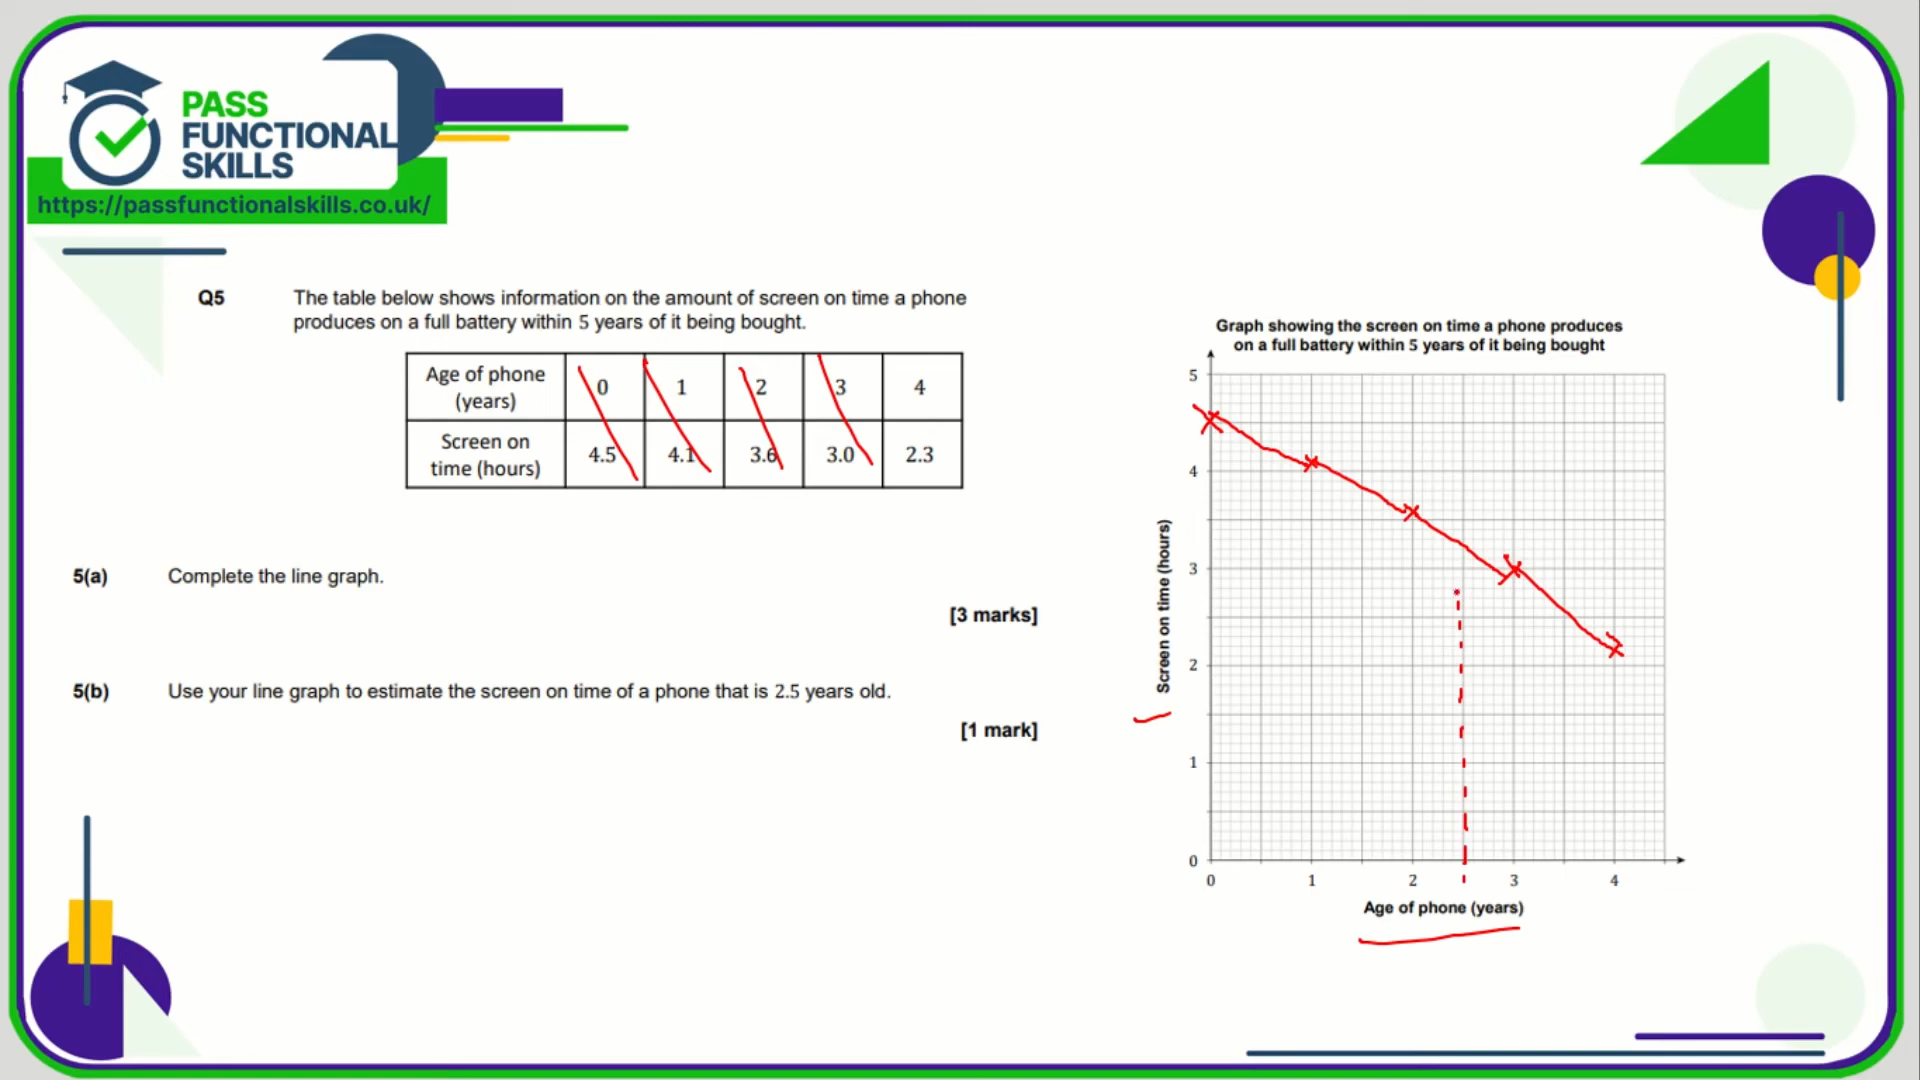 PASS
FUNCTIONAL
SKILLS
https://passfunctionalskills.co.uk/
Q5 The table below shows information on the amount of screen on time a phone
produces on a full battery within 5 years of it being bought.
Age of phone (years) 0 1 2 3 4
Screen on time (hours) 4.5 4.1 3.6 3.0 2.3
5(a) Complete the line graph.
[3 marks]
5(b) Use your line graph to estimate the screen on time of a phone that is 2.5 years old.
[1 mark]
Graph showing the screen on time a phone produces
on a full battery within 5 years of it being bought
5
4
3
2
1
0
Screen on time (hours)
0 1 2 3 4
Age of phone (years)